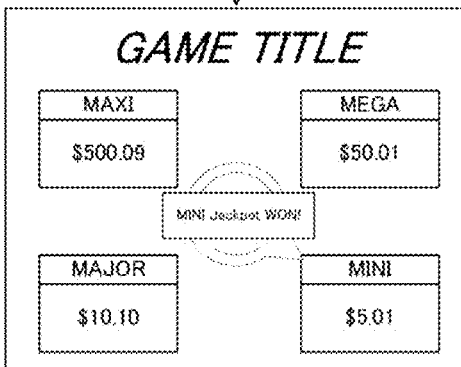 GAME TITLE
MAXI
$500.09
MEGA
$50.01
MINI Jackpot WON!
MAJOR
$10.10
MINI
$5.01